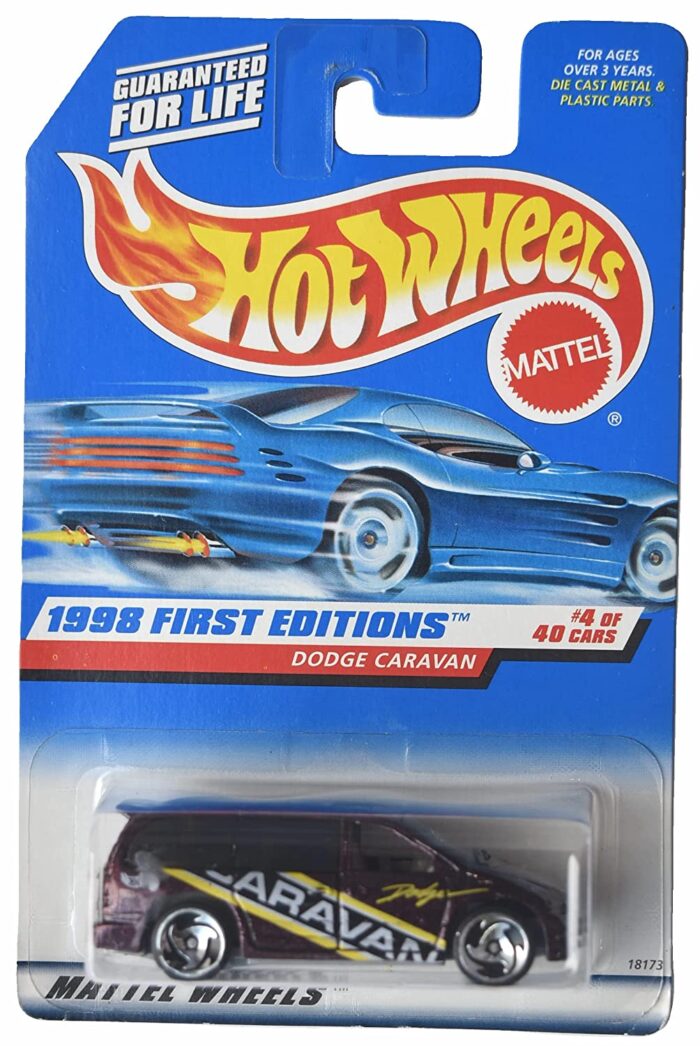 GUARANTEED
FOR LIFE
FOR AGES
OVER 3 YEARS.
DIE CAST METAL &
PLASTIC PARTS.
HOT WHEELS
MATTEL
®
1998 FIRST EDITIONS™
#4 OF
40 CARS
DODGE CARAVAN
CARAVAN
Dodge
18173
MATTEL WHEELS